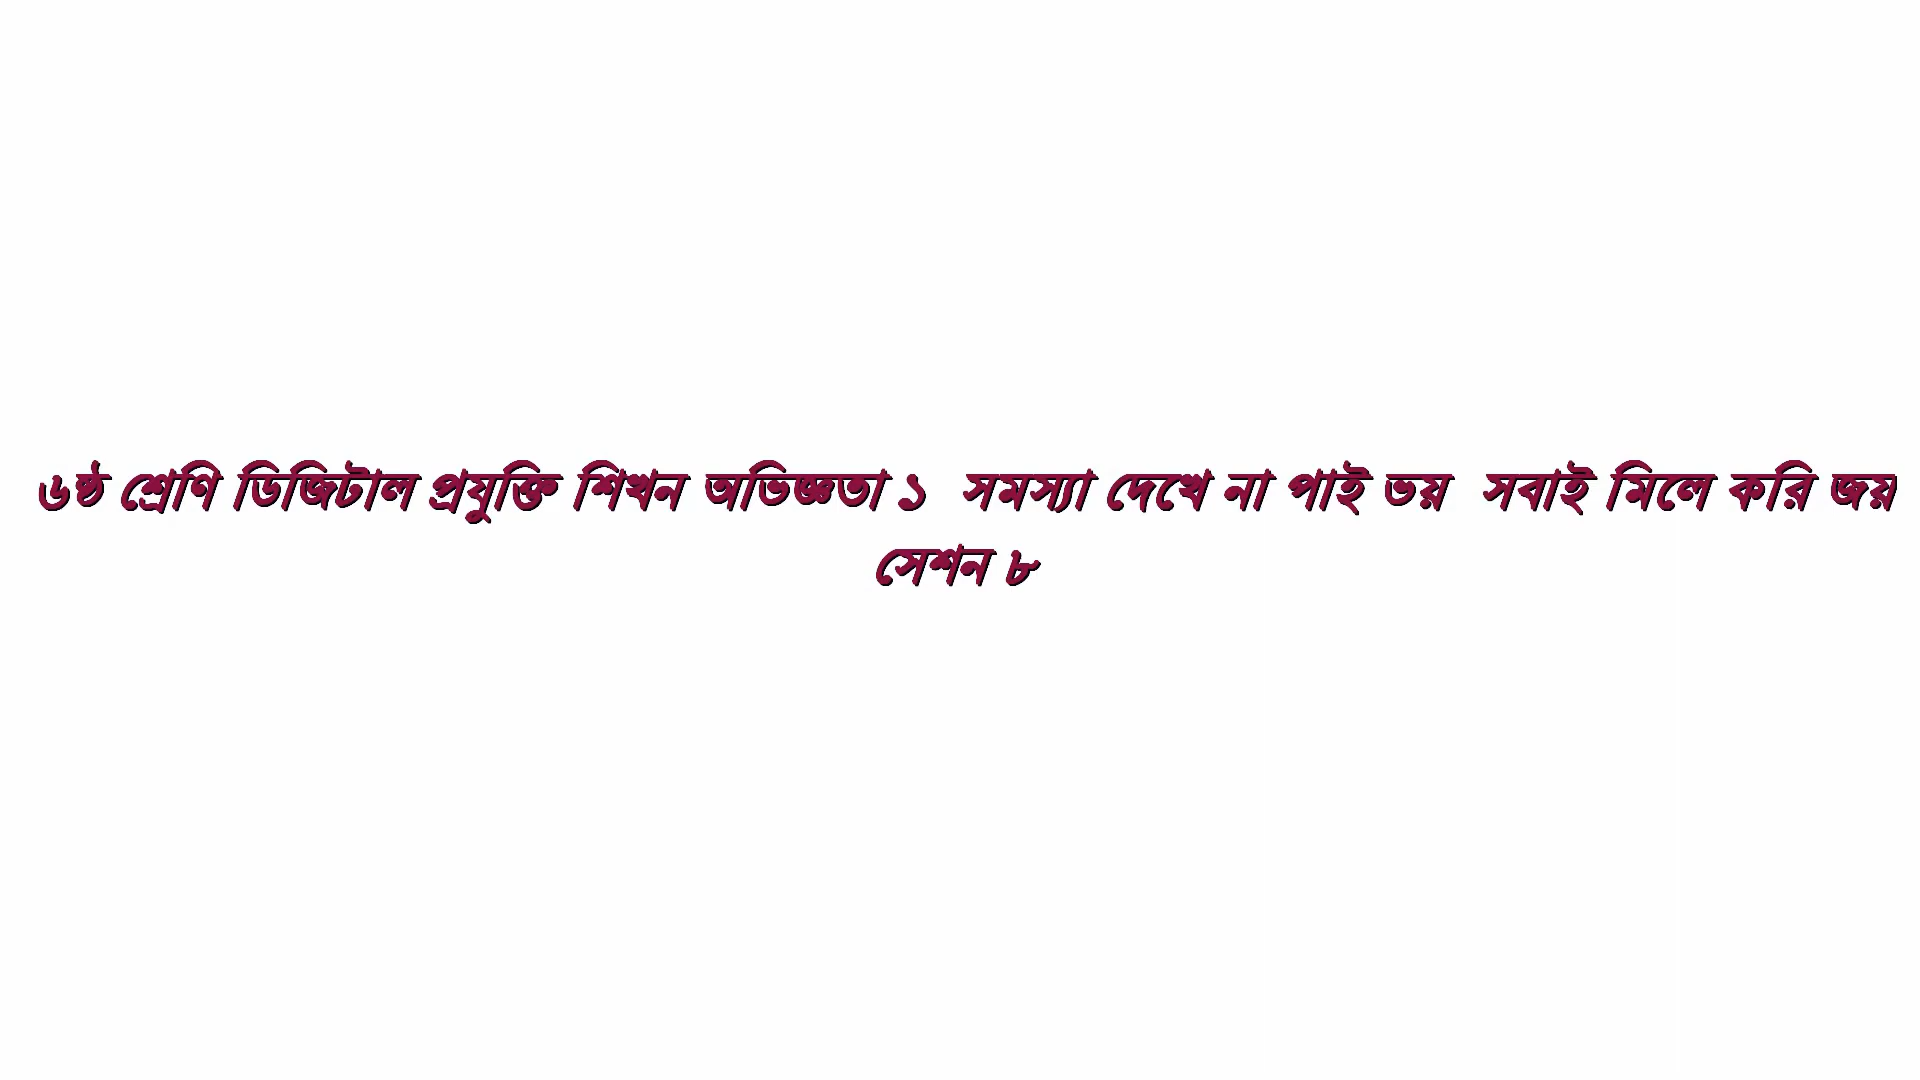 ৬ষ্ঠ শ্রেণি ডিজিটাল প্রযুক্তি শিখন অভিজ্ঞতা ১  সমস্যা দেখে না পাই ভয়  সবাই মিলে করি জয়
সেশন ৮